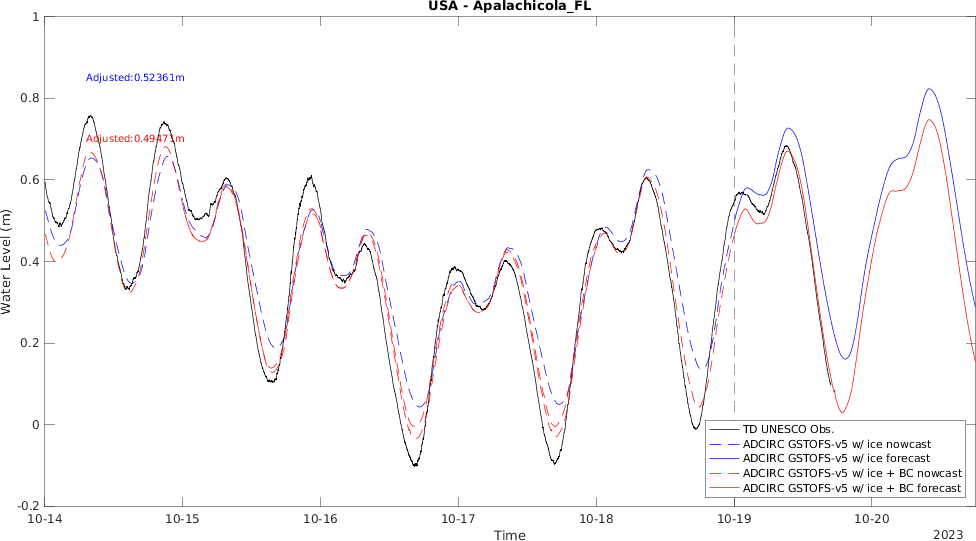 USA - Apalachicola_FL
1
0.8
0.6
0.4
0.2
0
-0.2
Water Level (m)
Adjusted:0.52361m
Adjusted:0.49471m
TD UNESCO Obs.
ADCIRC GSTOFS-v5 w/ ice nowcast
ADCIRC GSTOFS-v5 w/ ice forecast
ADCIRC GSTOFS-v5 w/ ice + BC nowcast
ADCIRC GSTOFS-v5 w/ ice + BC forecast
10-14 10-15 10-16 10-17 10-18 10-19 10-20
Time
2023